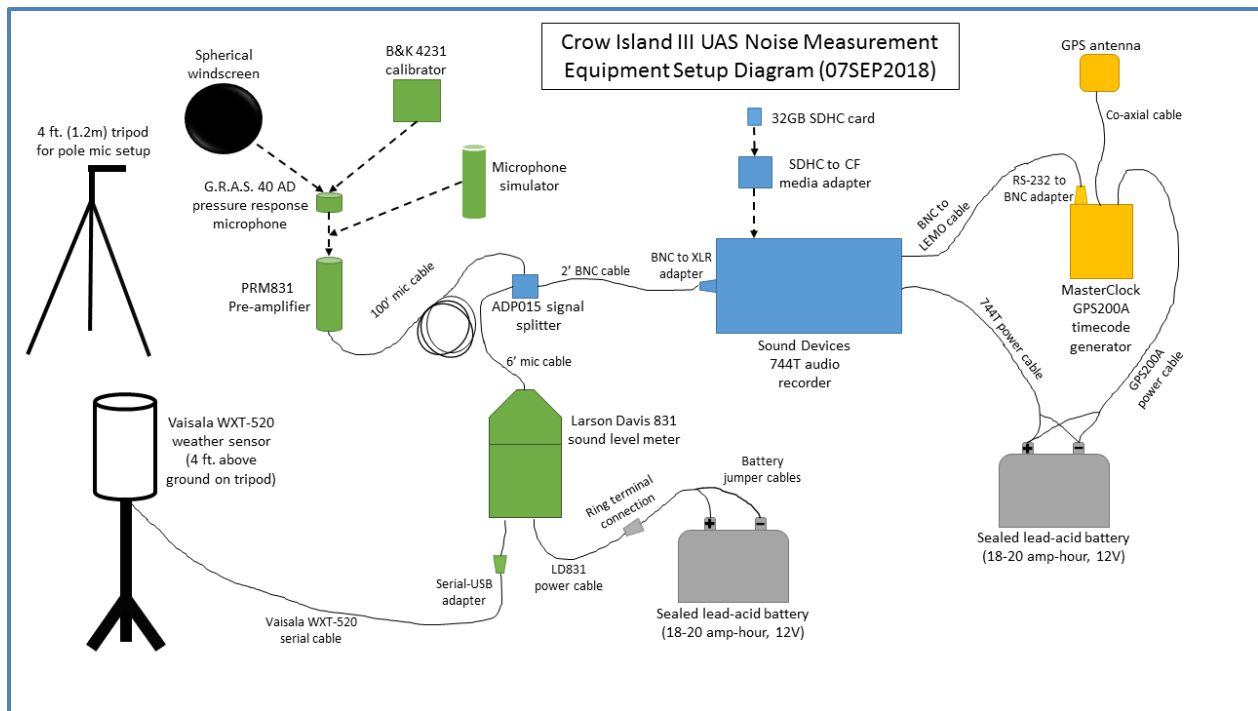 Crow Island III UAS Noise Measurement
Equipment Setup Diagram (07SEP2018)
Spherical
windscreen
B&K 4231
calibrator
4 ft. (1.2m) tripod
for pole mic setup
G.R.A.S. 40 AD
pressure response
microphone
Microphone
simulator
PRM831
Pre-amplifier
100' mic cable
ADP015 signal
splitter
2' BNC cable
BNC to XLR
adapter
6' mic cable
32GB SDHC card
SDHC to CF
media adapter
Sound Devices
744T audio
recorder
GPS antenna
Co-axial cable
RS-232 to
BNC adapter
BNC to
LEMO cable
MasterClock
GPS200A
timecode
generator
744T power cable
GPS200A
power cable
+
-
Sealed lead-acid battery
(18-20 amp-hour, 12V)
Vaisala WXT-520
weather sensor
(4 ft. above
ground on tripod)
Larson Davis 831
sound level meter
Ring terminal
connection
Battery
jumper cables
+
-
Sealed lead-acid battery
(18-20 amp-hour, 12V)
LD831
power cable
Serial-USB
adapter
Vaisala WXT-520
serial cable